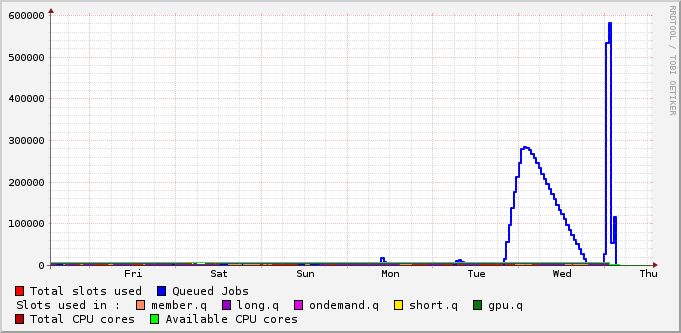 600000
500000
400000
300000
200000
100000
0
Fri Sat Sun Mon Tue Wed Thu
RRDTOOL / TOBI OETIKER
Total slots used Queued Jobs
Slots used in : member.q long.q ondemand.q short.q gpu.q
Total CPU cores Available CPU cores